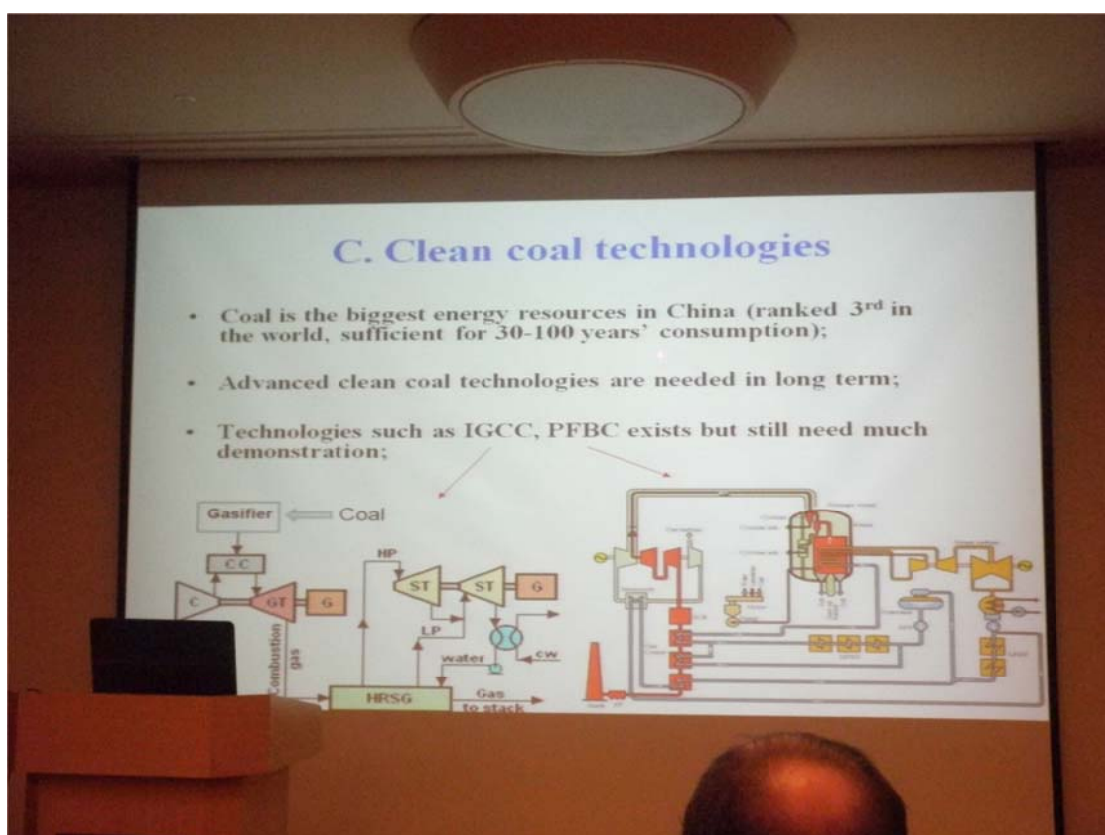 C. Clean coal technologies
• Coal is the biggest energy resources in China (ranked 3rd in
the world, sufficient for 30-100 years' consumption);
• Advanced clean coal technologies are needed in long term;
• Technologies such as IGCC, PFBC exists but still need much
demonstration;
Gasifier
Coal
CC
C
GT
G
HP
ST
ST
G
LP
water
cw
Combustion
gas
HRSG
Gas
to stack